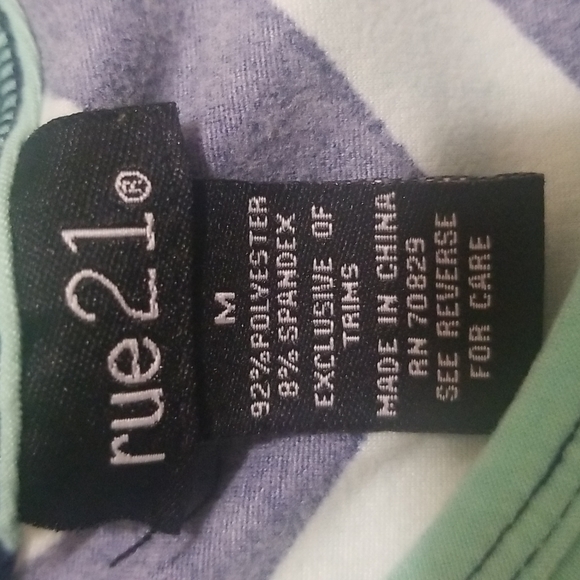 rue21®
M
92%POLYESTER
8%SPANDEX
EXCLUSIVE OF
TRIMS
MADE IN CHINA
RN 70829
SEE REVERSE
FOR CARE